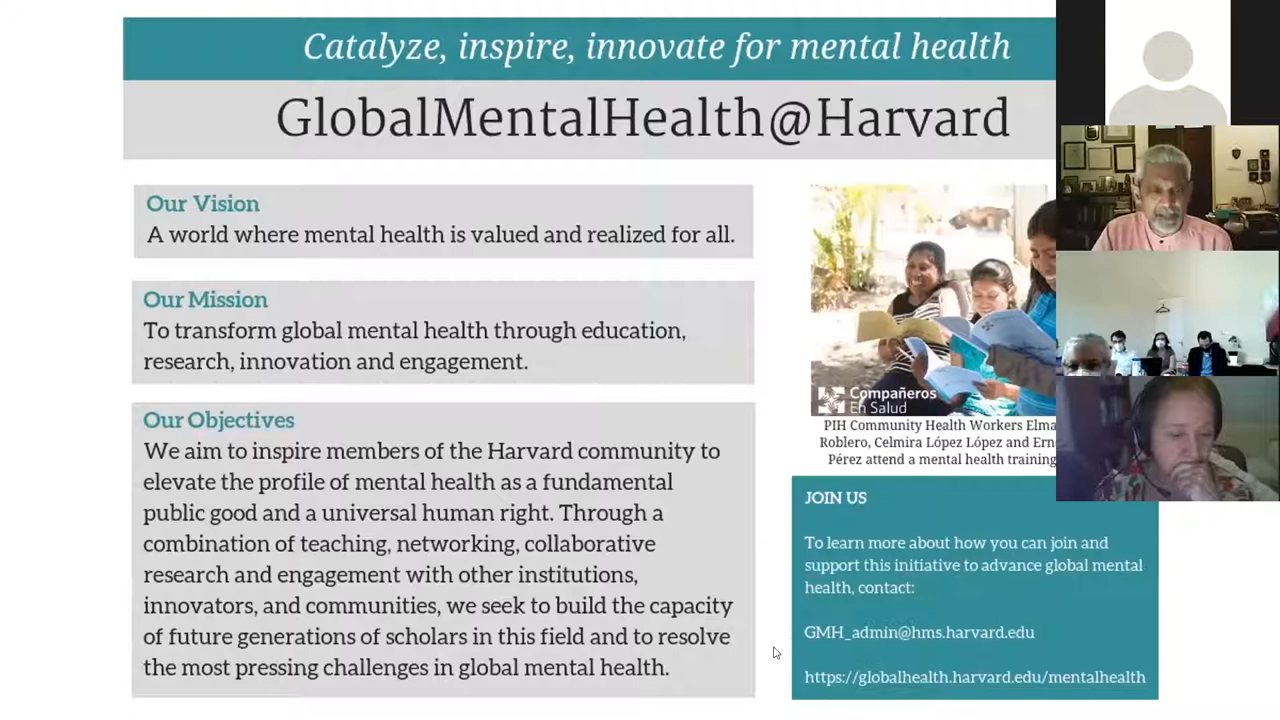 Catalyze, inspire, innovate for mental health
GlobalMentalHealth@Harvard
Our Vision
A world where mental health is valued and realized for all.
Our Mission
To transform global mental health through education,
research, innovation and engagement.
Our Objectives
We aim to inspire members of the Harvard community to
elevate the profile of mental health as a fundamental
public good and a universal human right. Through a
combination of teaching, networking, collaborative
research and engagement with other institutions,
innovators, and communities, we seek to build the capacity
of future generations of scholars in this field and to resolve
the most pressing challenges in global mental health.
Compañeros
En Salud
PIH Community Health Workers Elma
Roblero, Celmira López López and Ern
Pérez attend a mental health training
JOIN US
To learn more about how you can join and
support this initiative to advance global mental
health, contact:
GMH_admin@hms.harvard.edu
https://globalhealth.harvard.edu/mentalhealth